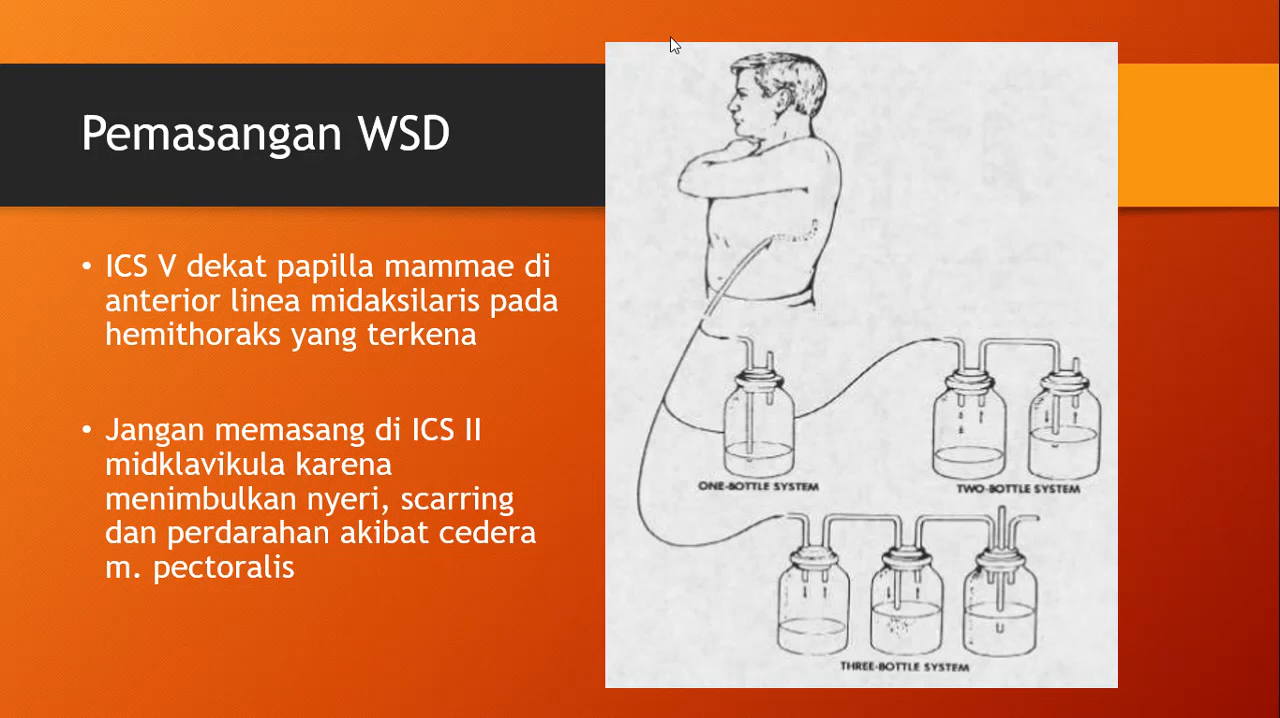 Pemasangan WSD
• ICS V dekat papilla mammae di
anterior linea midaksilaris pada
hemithoraks yang terkena
• Jangan memasang di ICS II
midklavikula karena
menimbulkan nyeri, scarring
dan perdarahan akibat cedera
m. pectoralis
ONE-BOTTLE SYSTEM
TWO-BOTTLE SYSTEM
THREE-BOTTLE SYSTEM